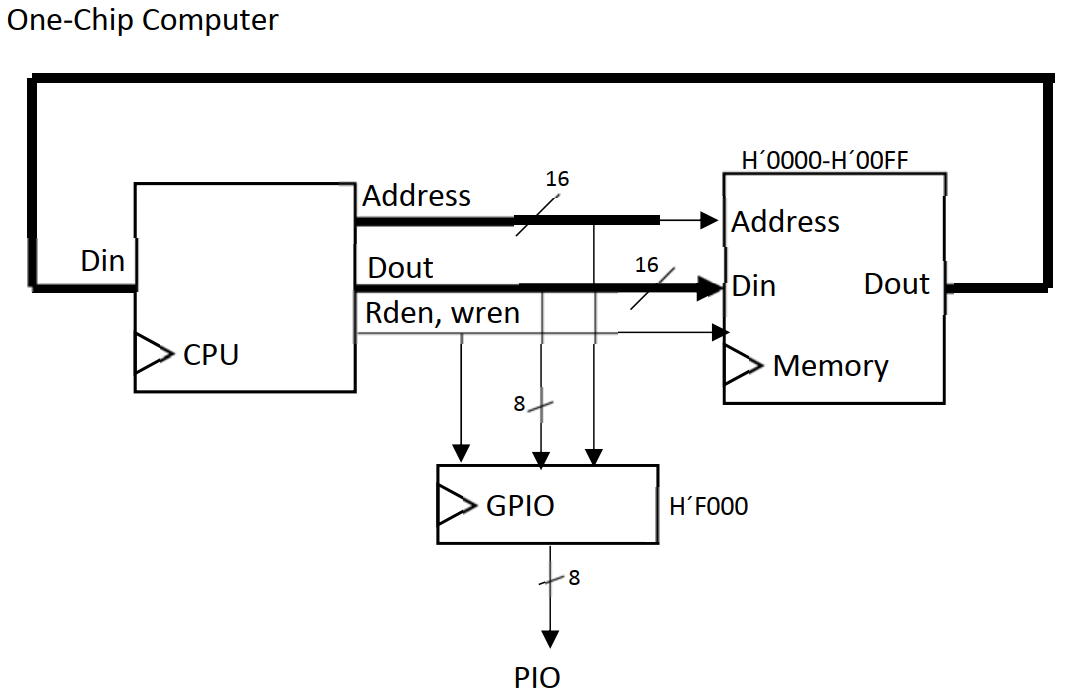 One-Chip Computer
H´0000-H´00FF
16
Address
Address
Din
Dout
16
Din
Dout
Rden, wren
CPU
Memory
8
GPIO
H´F000
8
PIO